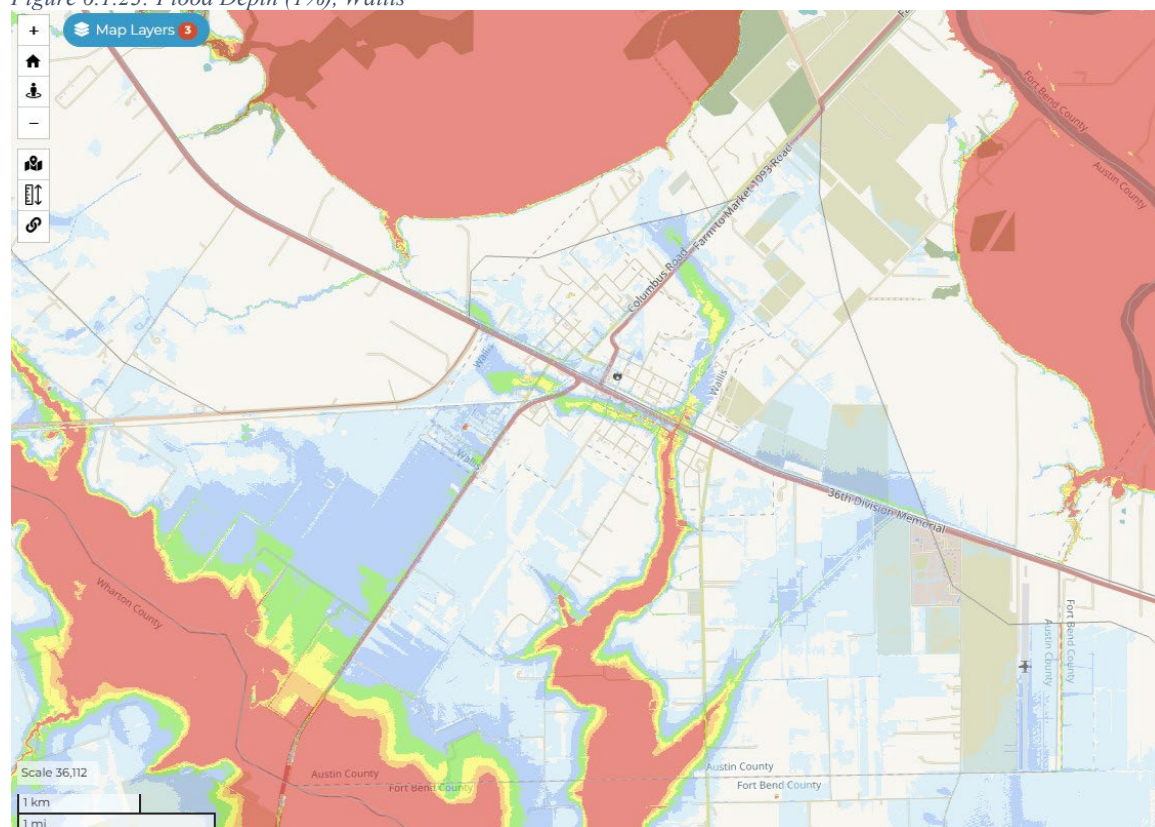 Figure 6.1.23: Flood Depth (1%), Wallis
Map Layers 3
Fort Bend County
Austin County
Columbus Road
Farm to Market 1093 Road
Wallis
Wallis
Wallis
36th Division Memorial
Wharton County
Fort Bend County
Austin County
Austin County
Fort Bend County
Austin County
Fort Bend County
Scale 36,112
1 km
1 mi